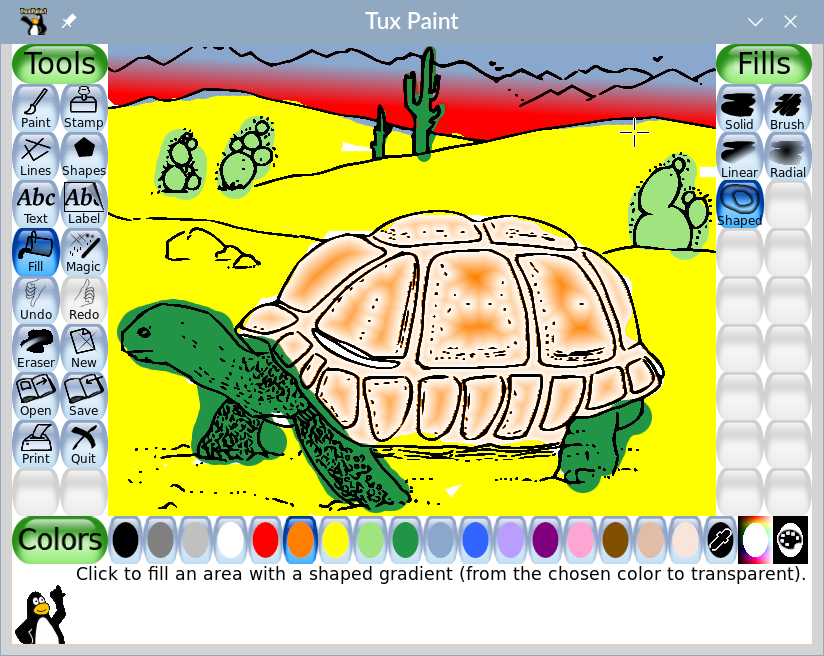 Tux Paint
Tools
Fills
Paint
Stamp
Solid
Brush
Lines
Shapes
Linear
Radial
Abc
Abc
Text
Label
Shaped
Fill
Magic
Undo
Redo
Eraser
New
Open
Save
Print
Quit
Colors
Click to fill an area with a shaped gradient (from the chosen color to transparent).